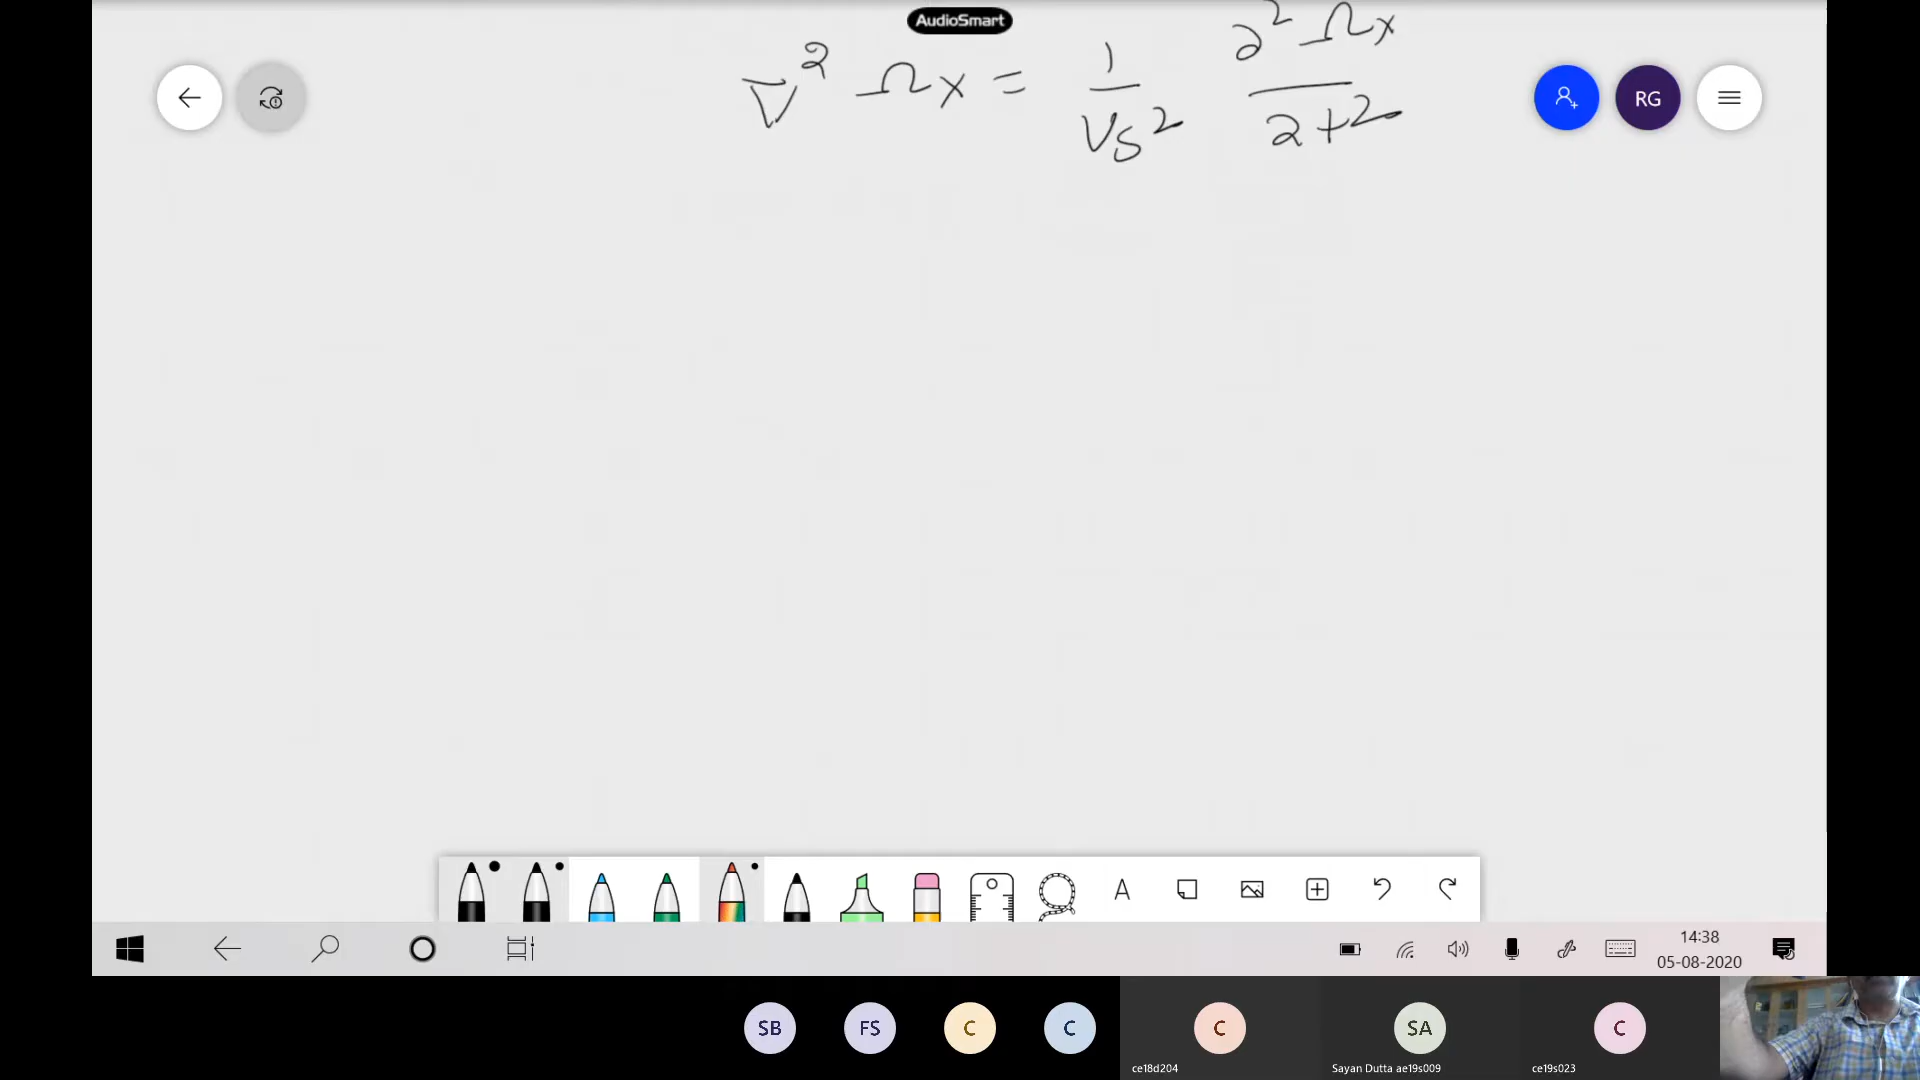 AudioSmart
∇² Ωx = 1/Vs² ∂²Ωx/∂t²
RG
A
14:38
05-08-2020
SB
FS
C
C
C
SA
C
ce18d204
Sayan Dutta ae19s009
ce19s023